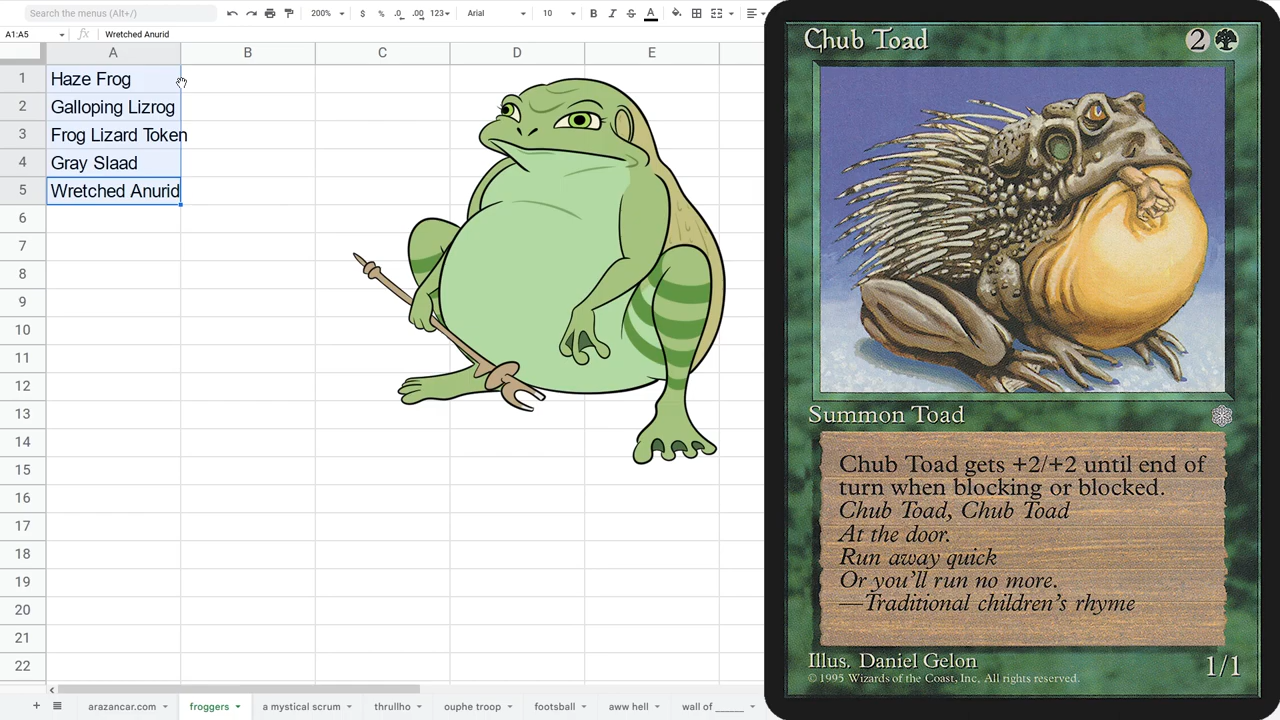 Search the menus (Alt+/)
200%
$
%
.0
.00
123
Arial
10
B
I
S
A
A1:A5
fx
Wretched Anurid
A
B
C
D
E
1
Haze Frog
2
Galloping Lizrog
3
Frog Lizard Token
4
Gray Slaad
5
Wretched Anurid
6
7
8
9
10
11
12
13
14
15
16
17
18
19
20
21
22
arazancar.com
froggers
a mystical scrum
thrullho
ouphe troop
footsball
aww hell
wall of ______
Chub Toad
2
Summon Toad
Chub Toad gets +2/+2 until end of
turn when blocking or blocked.
Chub Toad, Chub Toad
At the door.
Run away quick
Or you'll run no more.
—Traditional children's rhyme
Illus. Daniel Gelon
© 1995 Wizards of the Coast, Inc. All rights reserved.
1/1